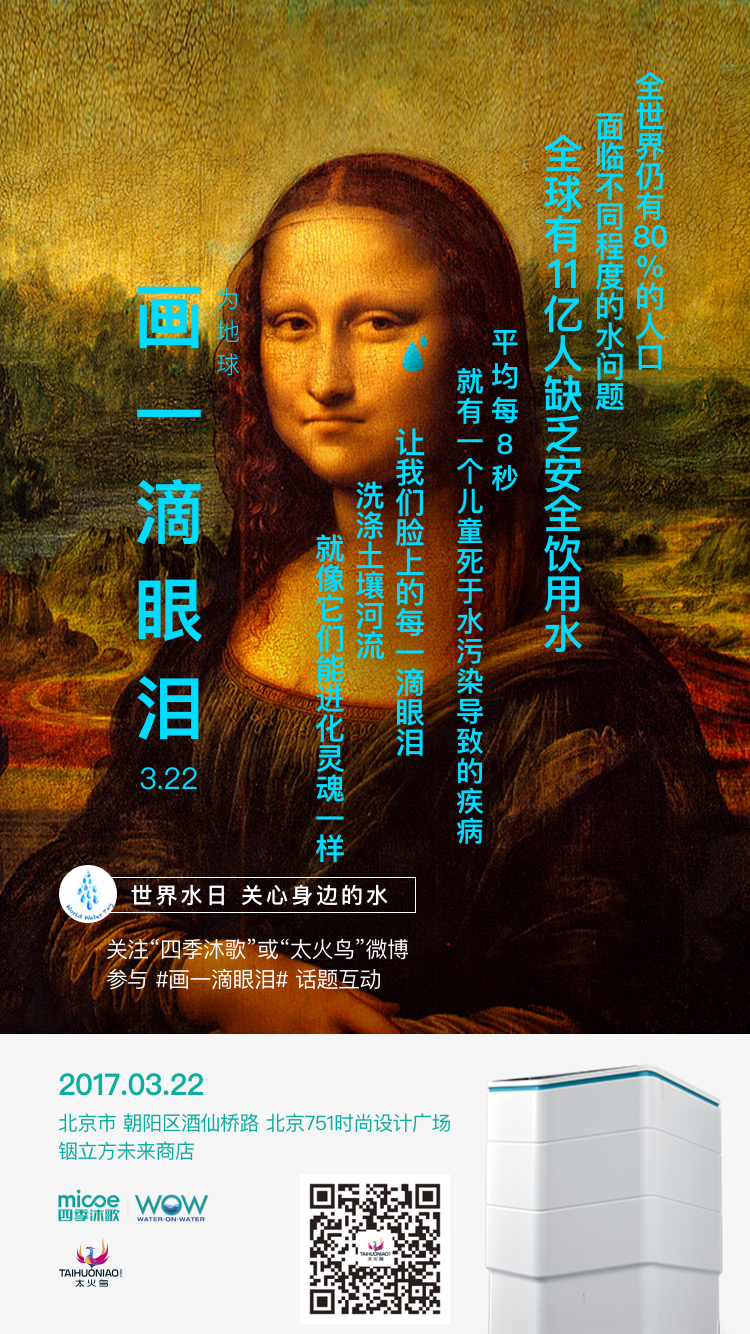 全世界仍有80%的人口
面临不同程度的水问题
全球有11亿人缺乏安全饮用水
平均每8秒
就有一个儿童死于水污染导致的疾病
让我们脸上的每一滴眼泪
洗涤土壤河流
就像它们能进化灵魂一样
为地球
画一滴眼泪
3.22
World Water Day
世界水日 关心身边的水
关注“四季沐歌”或“太火鸟”微博
参与 #画一滴眼泪# 话题互动
2017.03.22
北京市 朝阳区酒仙桥路 北京751时尚设计广场
铟立方未来商店
micoe
四季沐歌
WOW
WATER-ON-WATER
TAIHUONIAO
太火鸟
TAIHUONIAO
太火鸟